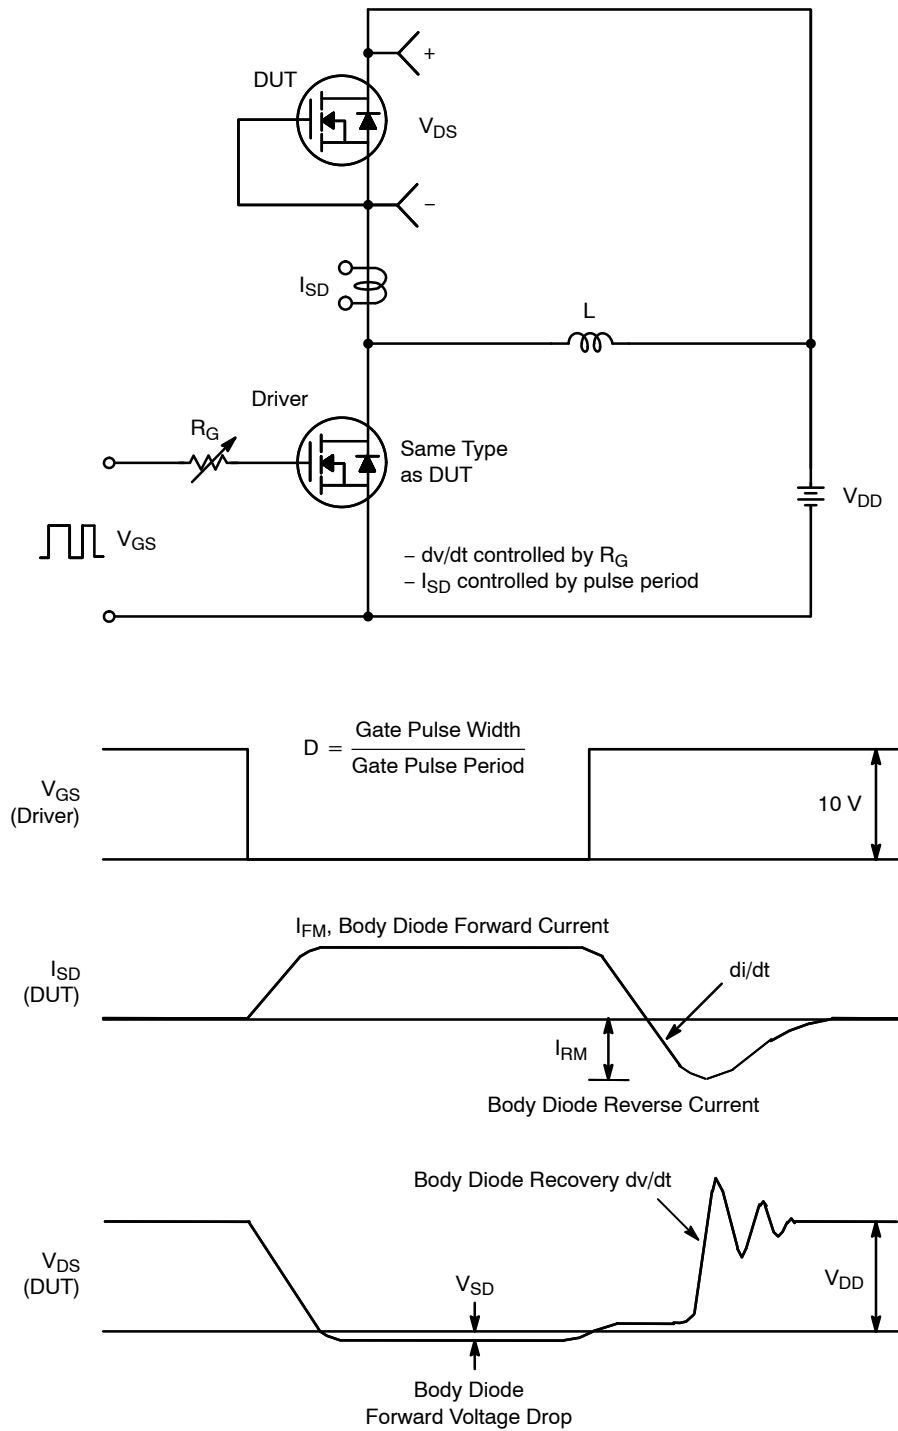 +
DUT
V_DS
−
I_SD
L
Driver
R_G
Same Type
as DUT
V_DD
V_GS
− dv/dt controlled by R_G
− I_SD controlled by pulse period
D = Gate Pulse Width
Gate Pulse Period
V_GS
(Driver)
10 V
I_FM, Body Diode Forward Current
I_SD
(DUT)
di/dt
I_RM
Body Diode Reverse Current
Body Diode Recovery dv/dt
V_DS
(DUT)
V_SD
V_DD
Body Diode
Forward Voltage Drop